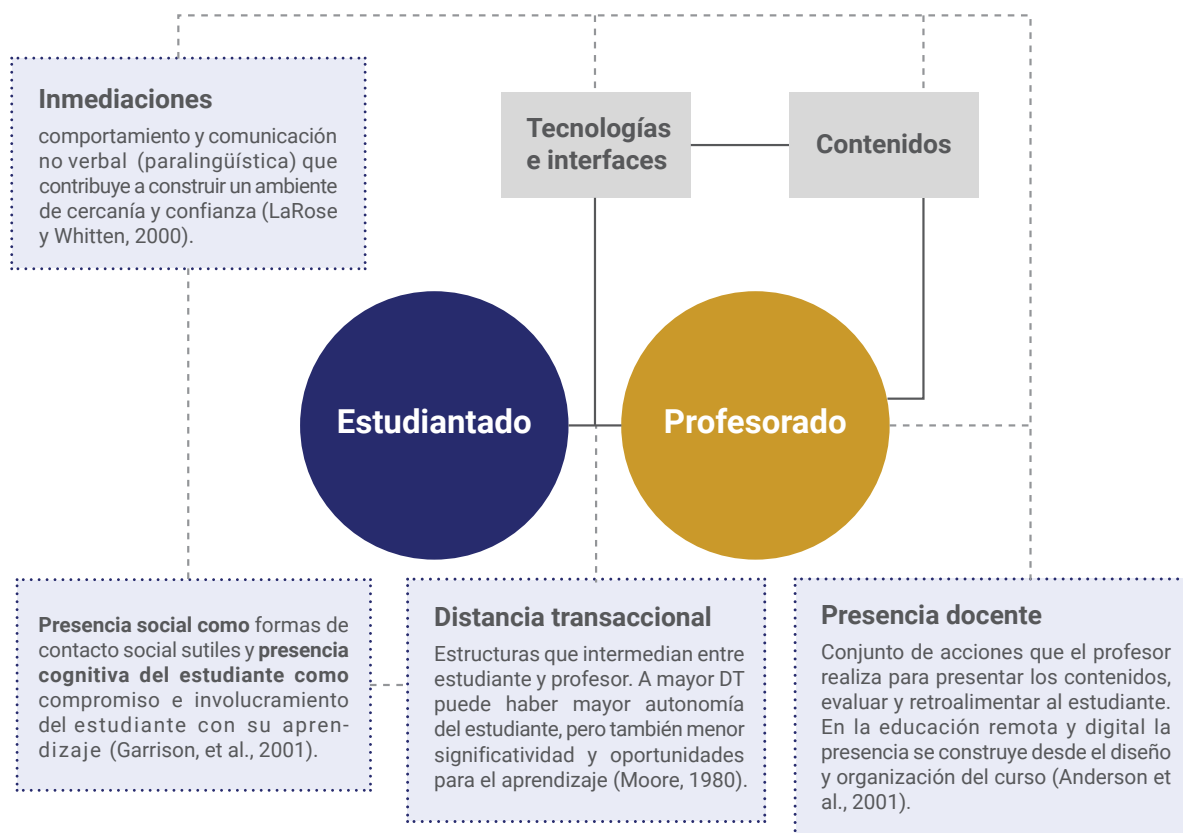 Inmediaciones
comportamiento y comunicación
no verbal (paralingüística) que
contribuye a construir un ambiente
de cercanía y confianza (LaRose
y Whitten, 2000).
Tecnologías
e interfaces
Contenidos
Estudiantado
Profesorado
Presencia social como formas de
contacto social sutiles y presencia
cognitiva del estudiante como
compromiso e involucramiento
del estudiante con su apren-
dizaje (Garrison, et al., 2001).
Distancia transaccional
Estructuras que intermedian entre
estudiante y profesor. A mayor DT
puede haber mayor autonomía
del estudiante, pero también menor
significatividad y oportunidades
para el aprendizaje (Moore, 1980).
Presencia docente
Conjunto de acciones que el profesor
realiza para presentar los contenidos,
evaluar y retroalimentar al estudiante.
En la educación remota y digital la
presencia se construye desde el diseño
y organización del curso (Anderson et
al., 2001).